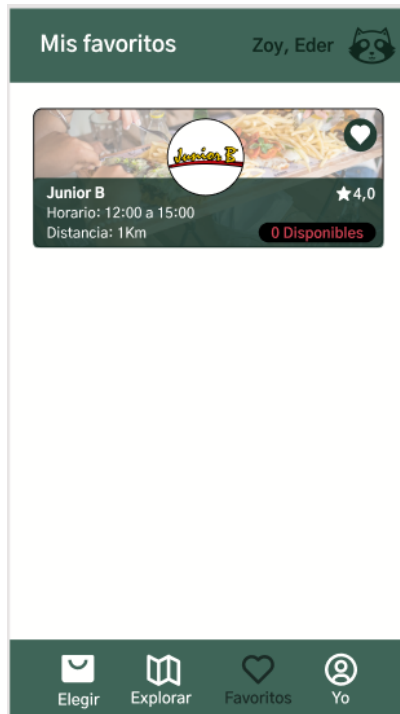 Mis favoritos
Zoy, Eder
Junior B
Junior B
4,0
Horario: 12:00 a 15:00
Distancia: 1Km
0 Disponibles
Elegir
Explorar
Favoritos
Yo